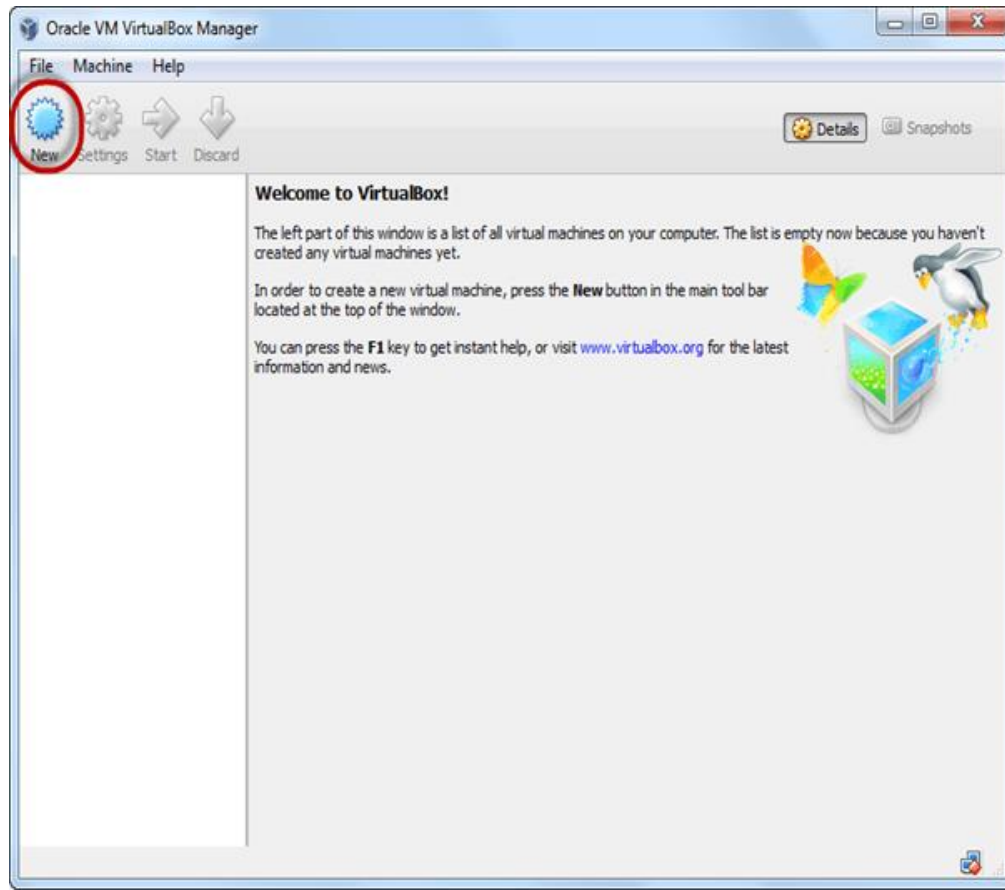 Oracle VM VirtualBox Manager
File Machine Help
New Settings Start Discard
Details Snapshots
Welcome to VirtualBox!
The left part of this window is a list of all virtual machines on your computer. The list is empty now because you haven't
created any virtual machines yet.
In order to create a new virtual machine, press the New button in the main tool bar
located at the top of the window.
You can press the F1 key to get instant help, or visit www.virtualbox.org for the latest
information and news.